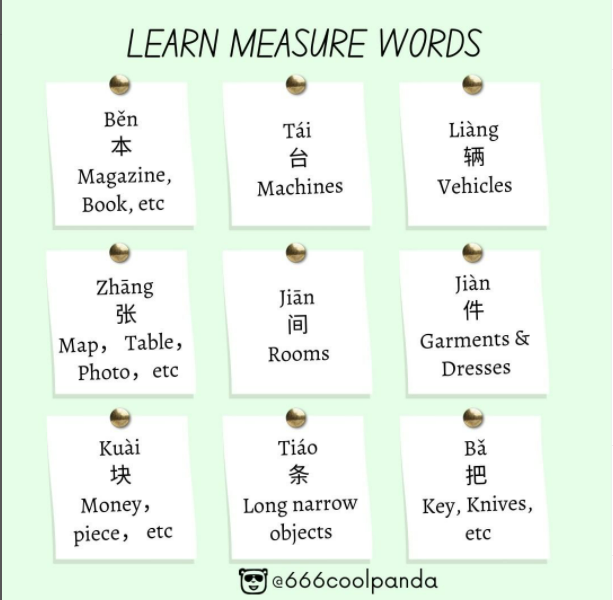 LEARN MEASURE WORDS
Běn
本
Magazine,
Book, etc
Tái
台
Machines
Liàng
辆
Vehicles
Zhāng
张
Map， Table，
Photo，etc
Jiān
间
Rooms
Jiàn
件
Garments &
Dresses
Kuài
块
Money，
piece， etc
Tiáo
条
Long narrow
objects
Bǎ
把
Key, Knives,
etc
@666coolpanda